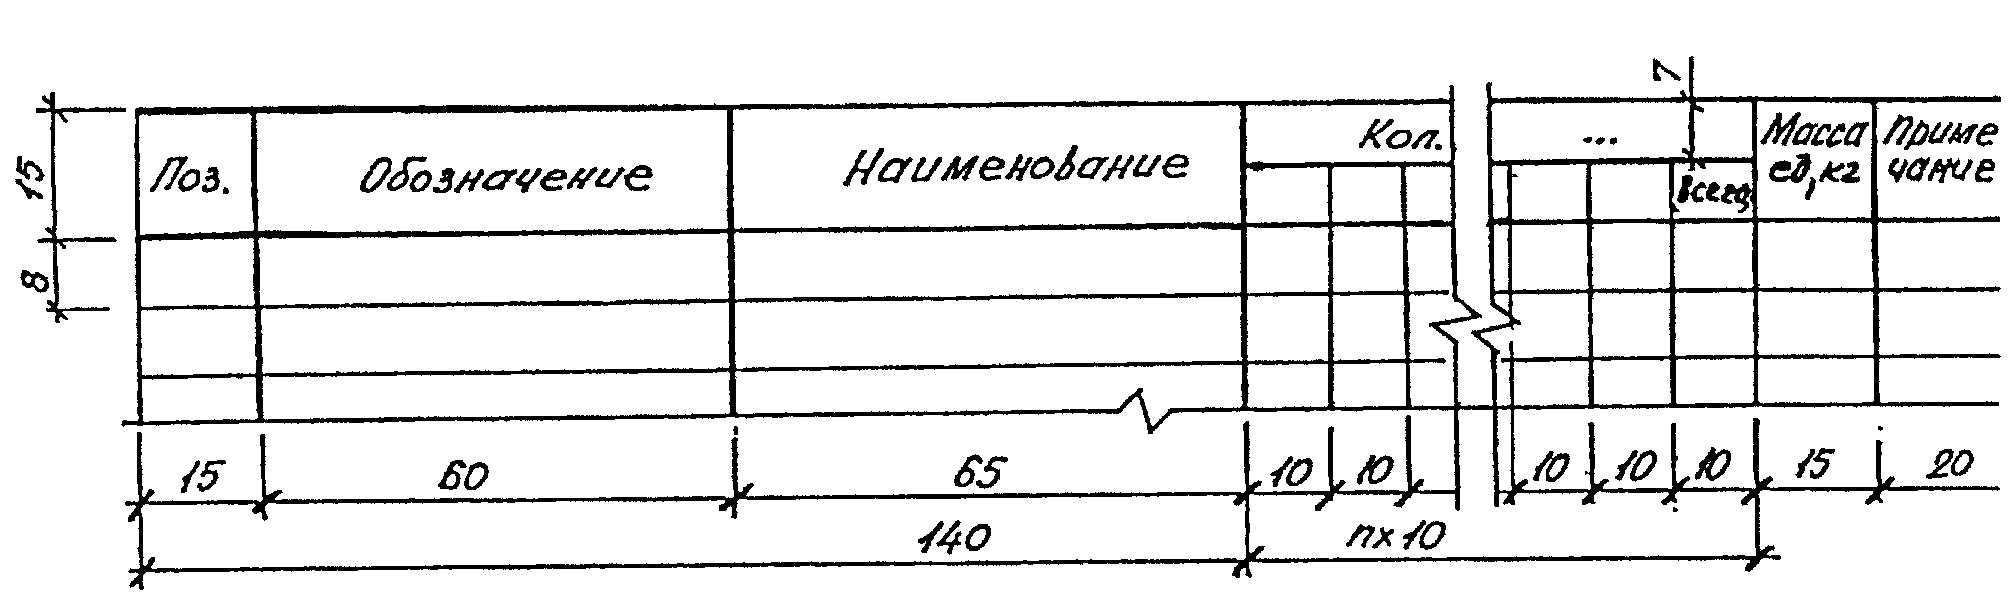 7
Поз.
Обозначение
Наименование
Кол.
...
Всего
Масса
ед, кг
Приме
чание
15
8
15
60
65
10
10
10
10
10
15
20
140
n×10